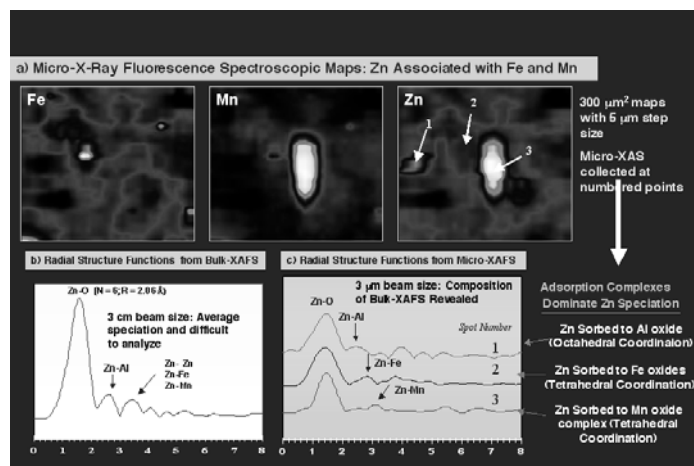 a) Micro-X-Ray Fluorescence Spectroscopic Maps: Zn Associated with Fe and Mn
Fe
Mn
Zn
1
2
3
300 µm² maps
with 5 µm step
size
Micro-XAS
collected at
numbered points
b) Radial Structure Functions from Bulk-XAFS
Zn-O (N = 6; R = 2.06 Å)
3 cm beam size: Average
speciation and difficult
to analyze
Zn-Al
Zn- Zn
Zn-Fe
Zn-Mn
0 1 2 3 4 5 6 7 8
c) Radial Structure Functions from Micro-XAFS
3 µm beam size: Composition
of Bulk-XAFS Revealed
Zn-O
Zn-Al
Spot Number
1
Zn-Fe
2
Zn-Mn
3
0 1 2 3 4 5 6 7 8
Adsorption Complexes
Dominate Zn Speciation
Zn Sorbed to Al oxide
(Octahedral Coordinaion)
Zn Sorbed to Fe oxides
(Tetrahedral Coordination)
Zn Sorbed to Mn oxide
complex (Tetrahedral
Coordination)